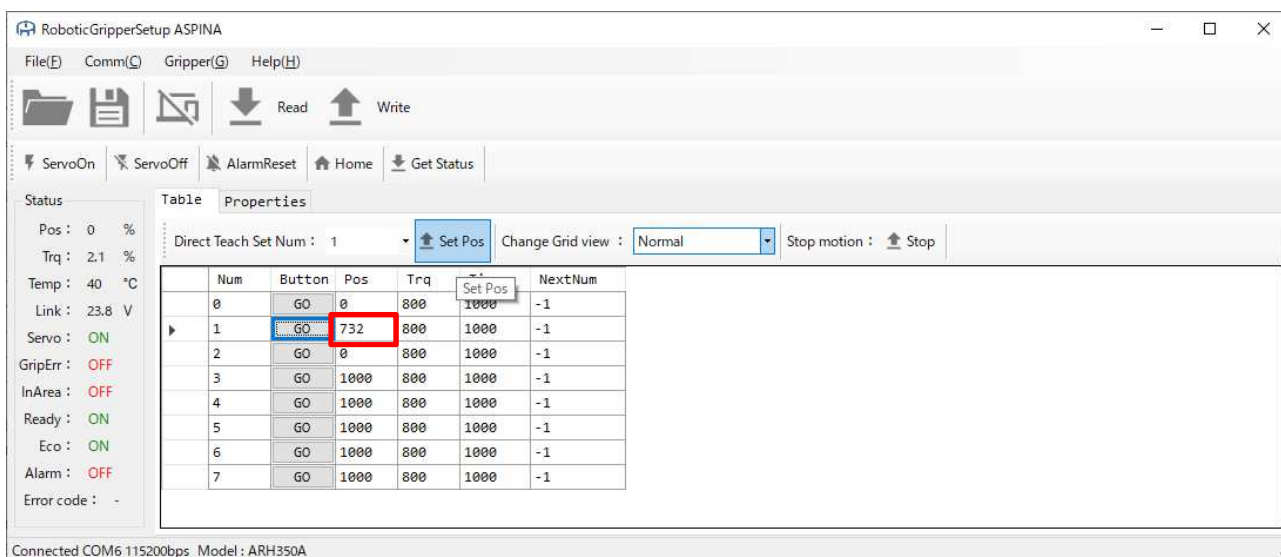 RoboticGripperSetup ASPINA
File(F) Comm(C) Gripper(G) Help(H)
Read Write
ServoOn ServoOff AlarmReset Home Get Status
Status
Pos： 0 %
Trq： 2.1 %
Temp： 40 °C
Link： 23.8 V
Servo： ON
GripErr： OFF
InArea： OFF
Ready： ON
Eco： ON
Alarm： OFF
Error code： -
Table Properties
Direct Teach Set Num： 1 Set Pos Change Grid view ： Normal Stop motion： Stop
Num Button Pos Trq NextNum
Set Pos
0 GO 0 800 1000 -1
1 GO 732 800 1000 -1
2 GO 0 800 1000 -1
3 GO 1000 800 1000 -1
4 GO 1000 800 1000 -1
5 GO 1000 800 1000 -1
6 GO 1000 800 1000 -1
7 GO 1000 800 1000 -1
Connected COM6 115200bps Model : ARH350A